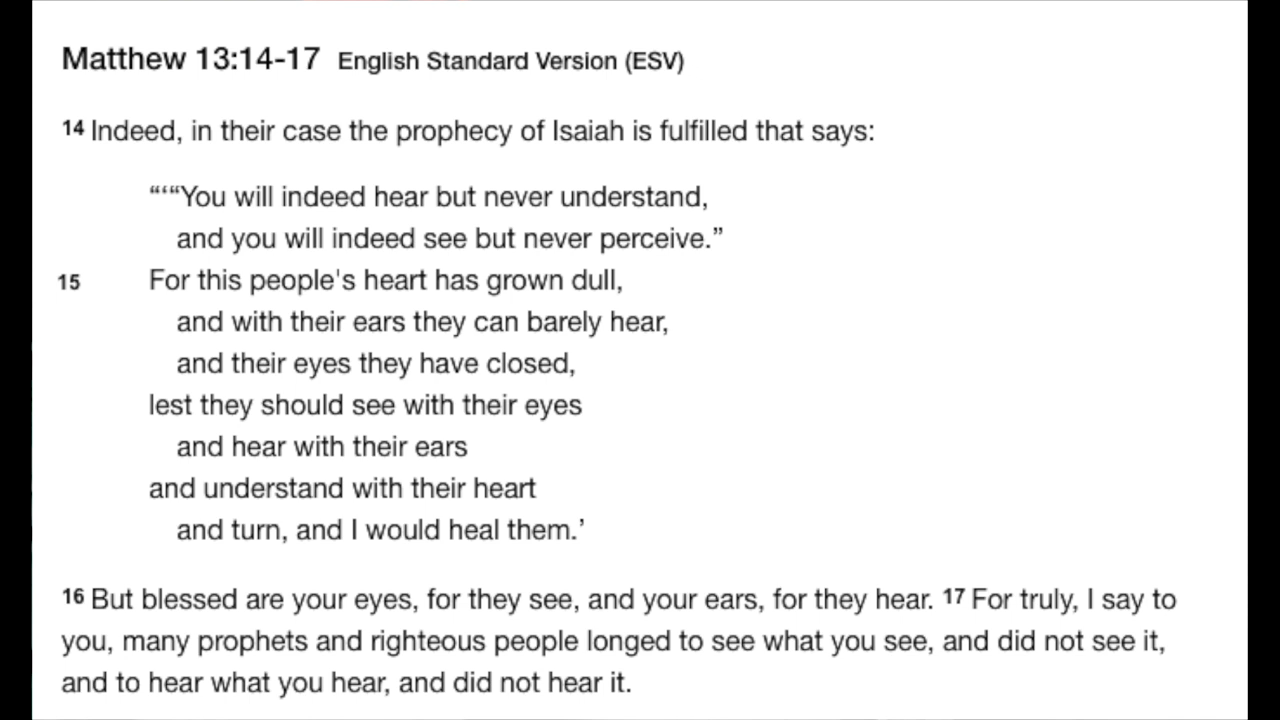 Matthew 13:14-17 English Standard Version (ESV)
14 Indeed, in their case the prophecy of Isaiah is fulfilled that says:
“‘“You will indeed hear but never understand,
and you will indeed see but never perceive.”
15 For this people's heart has grown dull,
and with their ears they can barely hear,
and their eyes they have closed,
lest they should see with their eyes
and hear with their ears
and understand with their heart
and turn, and I would heal them.’
16 But blessed are your eyes, for they see, and your ears, for they hear. 17 For truly, I say to
you, many prophets and righteous people longed to see what you see, and did not see it,
and to hear what you hear, and did not hear it.